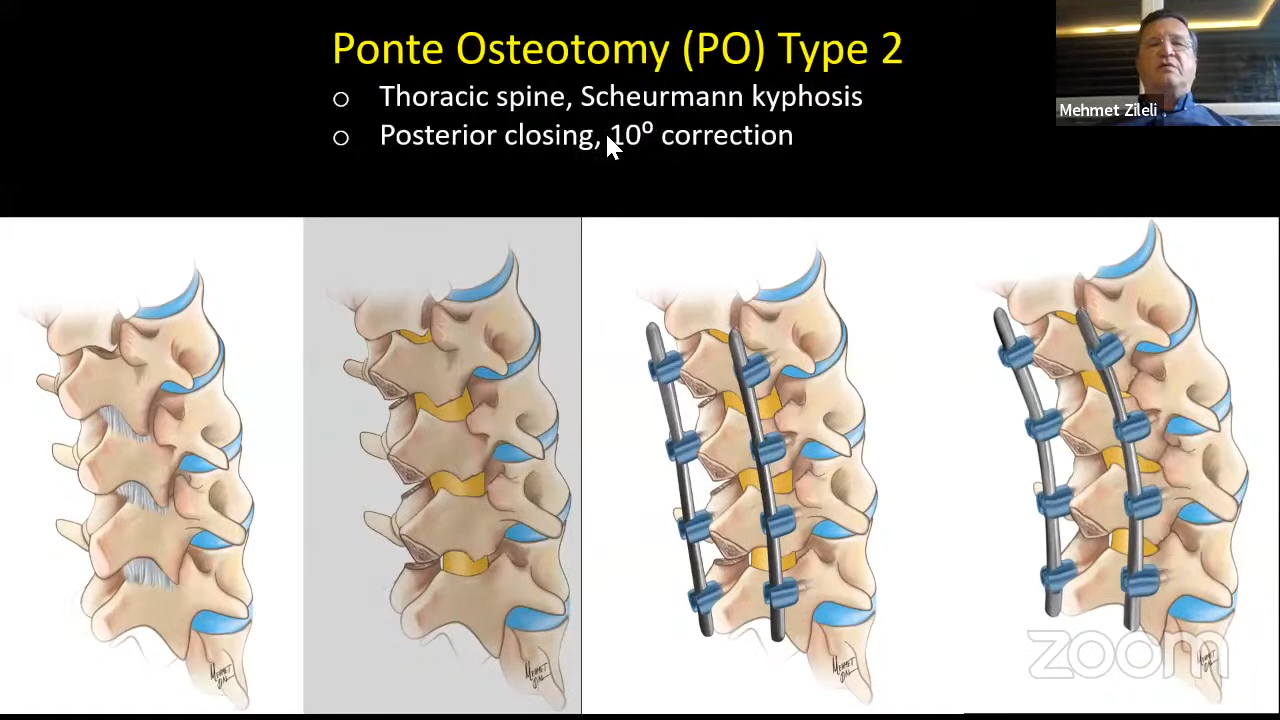 Ponte Osteotomy (PO) Type 2
Mehmet Zileli
○ Thoracic spine, Scheurmann kyphosis
○ Posterior closing, 10⁰ correction
zoom